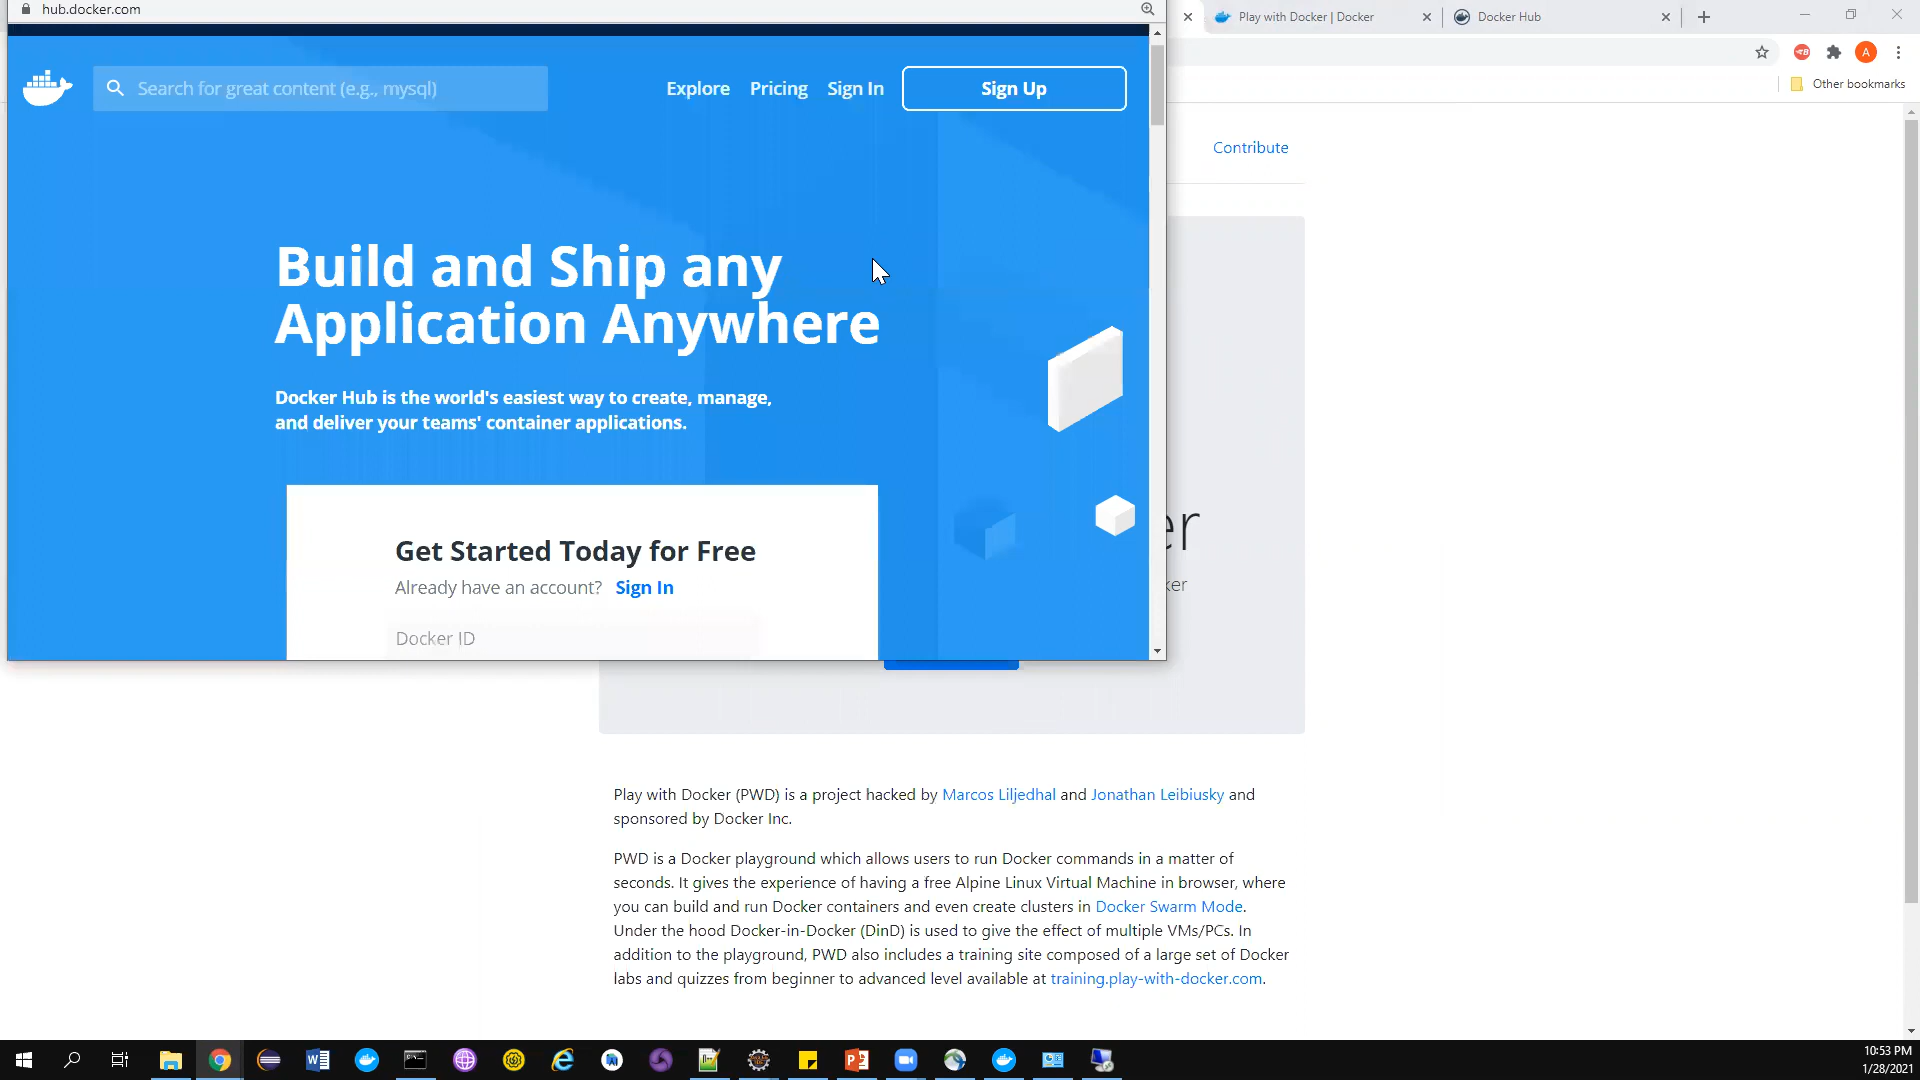 hub.docker.com
Play with Docker | Docker
Docker Hub
Search for great content (e.g., mysql)
Explore
Pricing
Sign In
Sign Up
A
Other bookmarks
Contribute
Build and Ship any
Application Anywhere
Docker Hub is the world's easiest way to create, manage,
and deliver your teams' container applications.
Get Started Today for Free
Already have an account? Sign In
Docker ID
er
ker
Play with Docker (PWD) is a project hacked by Marcos Liljedhal and Jonathan Leibiusky and
sponsored by Docker Inc.
PWD is a Docker playground which allows users to run Docker commands in a matter of
seconds. It gives the experience of having a free Alpine Linux Virtual Machine in browser, where
you can build and run Docker containers and even create clusters in Docker Swarm Mode.
Under the hood Docker-in-Docker (DinD) is used to give the effect of multiple VMs/PCs. In
addition to the playground, PWD also includes a training site composed of a large set of Docker
labs and quizzes from beginner to advanced level available at training.play-with-docker.com.
10:53 PM
1/28/2021